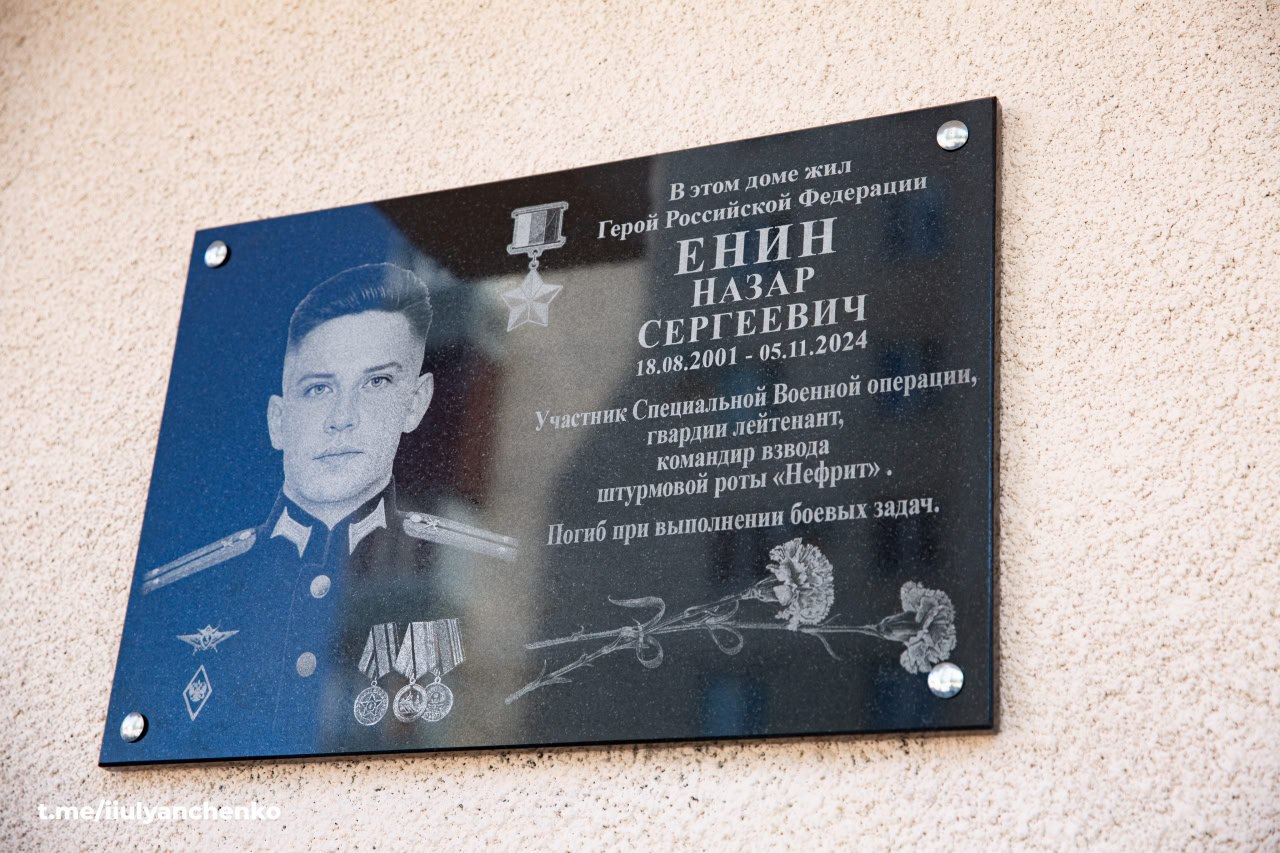 В этом доме жил
Герой Российской Федерации
ЕНИН
НАЗАР
СЕРГЕЕВИЧ
18.08.2001 - 05.11.2024
Участник Специальной Военной операции,
гвардии лейтенант,
командир взвода
штурмовой роты «Нефрит» .
Погиб при выполнении боевых задач.
t.me/iiulyanchenko